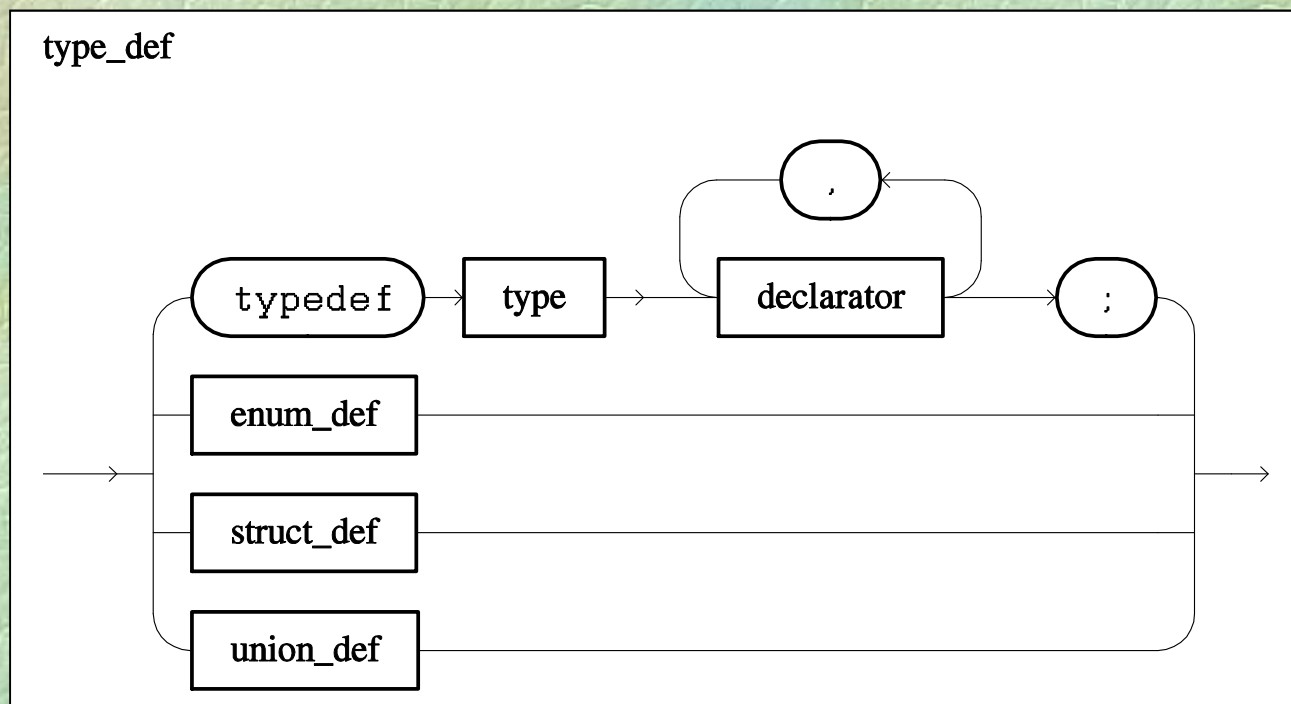 type_def
,
typedef type declarator ;
enum_def
struct_def
union_def